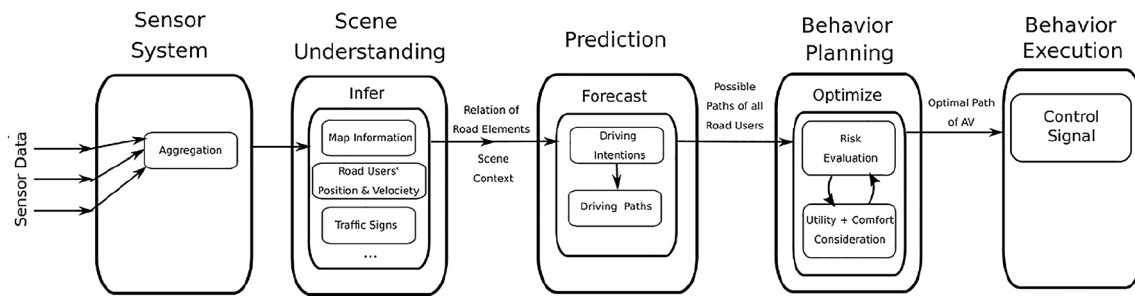 Sensor
System
Scene
Understanding
Prediction
Behavior
Planning
Behavior
Execution
Sensor Data
Aggregation
Infer
Map Information
Road Users'
Position & Velociety
Traffic Signs
...
Relation of
Road Elements
Scene
Context
Forecast
Driving
Intentions
Driving Paths
Possible
Paths of all
Road Users
Optimize
Risk
Evaluation
Utility + Comfort
Consideration
Optimal Path
of AV
Control
Signal